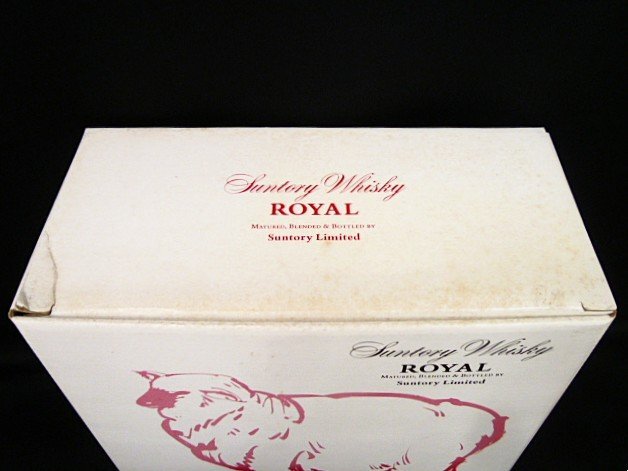 Suntory Whisky
ROYAL
MATURED, BLENDED & BOTTLED BY
Suntory Limited
Suntory Whisky
ROYAL
MATURED, BLENDED & BOTTLED BY
Suntory Limited